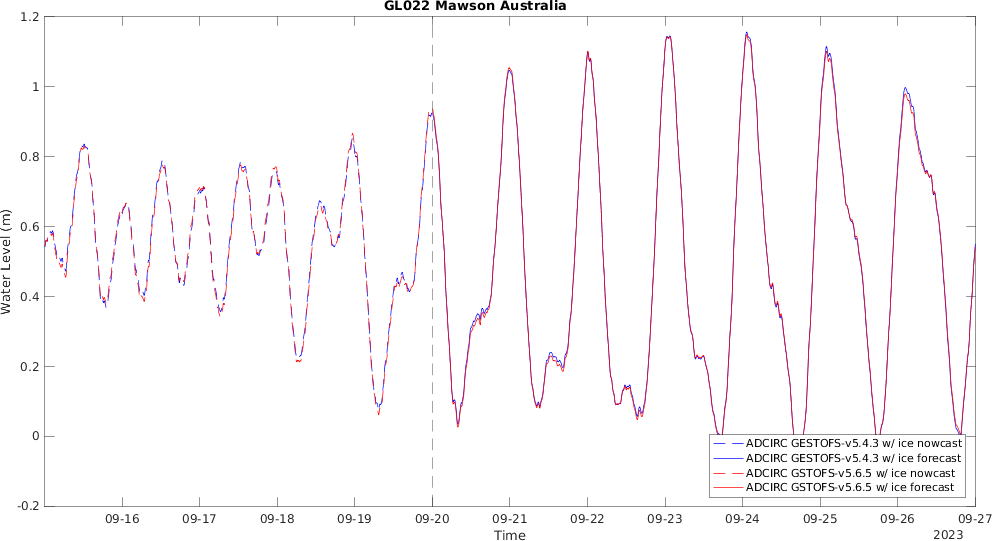 GL022 Mawson Australia
1.2
1
0.8
0.6
0.4
0.2
0
-0.2
Water Level (m)
ADCIRC GESTOFS-v5.4.3 w/ ice nowcast
ADCIRC GESTOFS-v5.4.3 w/ ice forecast
ADCIRC GSTOFS-v5.6.5 w/ ice nowcast
ADCIRC GSTOFS-v5.6.5 w/ ice forecast
09-16 09-17 09-18 09-19 09-20 09-21 09-22 09-23 09-24 09-25 09-26 09-27
Time
2023